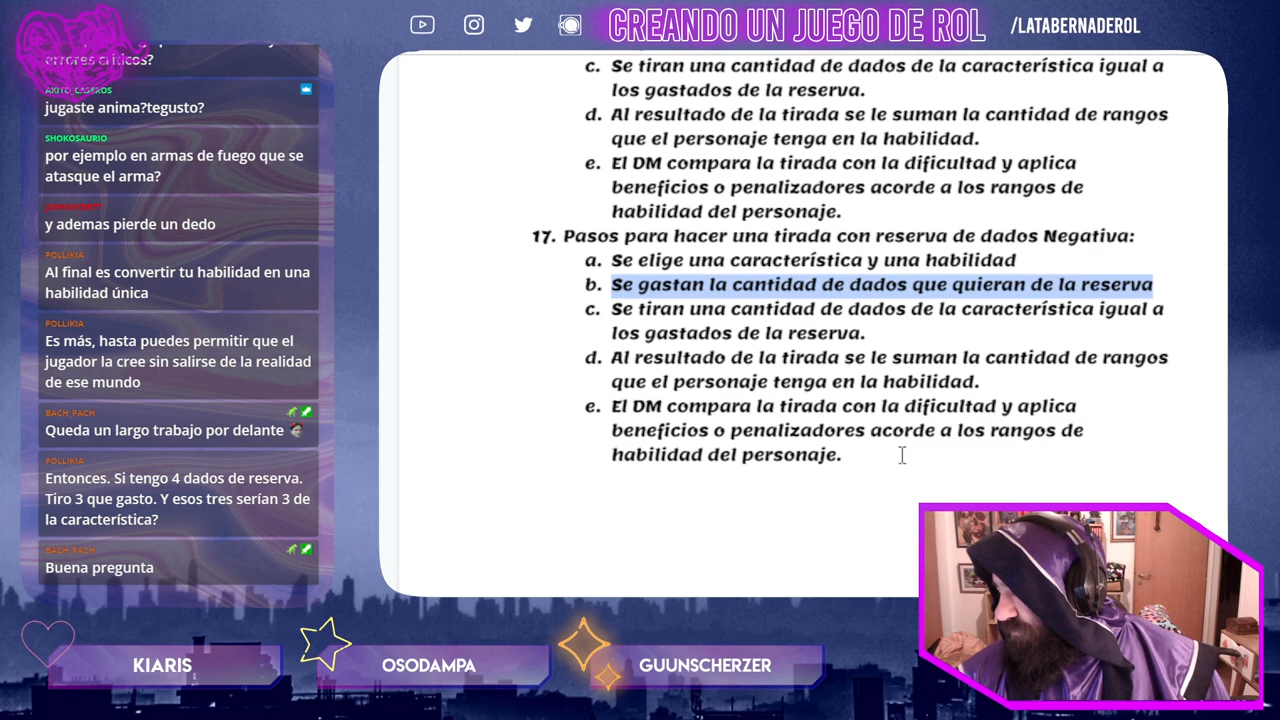 CREANDO UN JUEGO DE ROL
/LATABERNADEROL
errores críticos?
AXITO_CASEROS
jugaste anima?tegusto?
SHOKOSAURIO
por ejemplo en armas de fuego que se
atasque el arma?
y ademas pierde un dedo
POLLIKIA
Al final es convertir tu habilidad en una
habilidad única
POLLIKIA
Es más, hasta puedes permitir que el
jugador la cree sin salirse de la realidad
de ese mundo
BACH_PACH
Queda un largo trabajo por delante
POLLIKIA
Entonces. Si tengo 4 dados de reserva.
Tiro 3 que gasto. Y esos tres serían 3 de
la característica?
BACH_PACH
Buena pregunta
c. Se tiran una cantidad de dados de la característica igual a
los gastados de la reserva.
d. Al resultado de la tirada se le suman la cantidad de rangos
que el personaje tenga en la habilidad.
e. El DM compara la tirada con la dificultad y aplica
beneficios o penalizadores acorde a los rangos de
habilidad del personaje.
17. Pasos para hacer una tirada con reserva de dados Negativa:
a. Se elige una característica y una habilidad
b. Se gastan la cantidad de dados que quieran de la reserva
c. Se tiran una cantidad de dados de la característica igual a
los gastados de la reserva.
d. Al resultado de la tirada se le suman la cantidad de rangos
que el personaje tenga en la habilidad.
e. El DM compara la tirada con la dificultad y aplica
beneficios o penalizadores acorde a los rangos de
habilidad del personaje.
KIARIS
OSODAMPA
GUUNSCHERZER